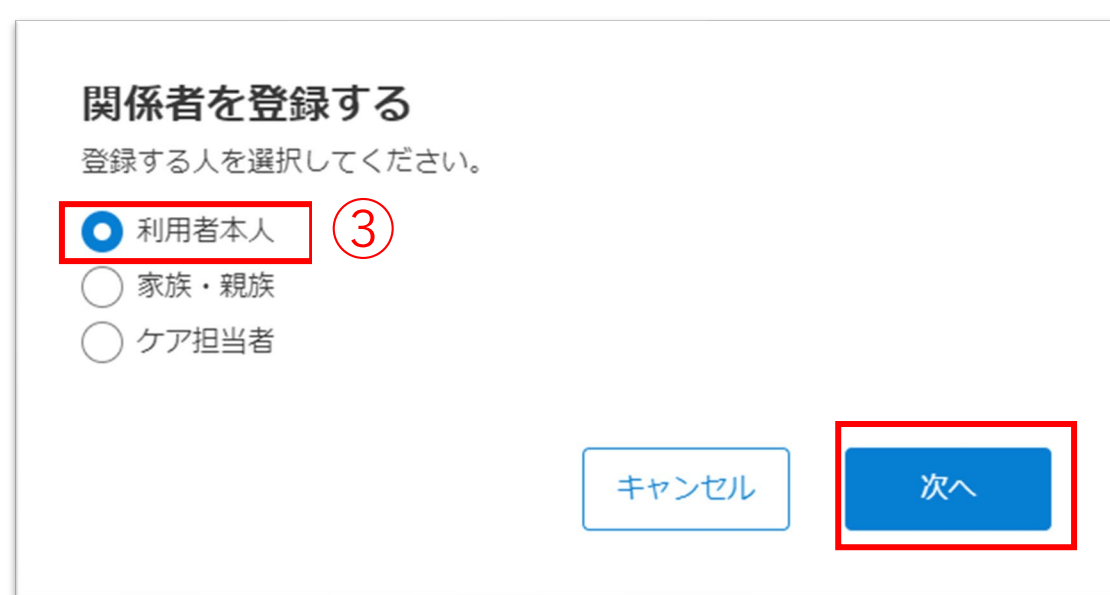 関係者を登録する
登録する人を選択してください。
利用者本人 ③
家族・親族
ケア担当者
キャンセル 次へ